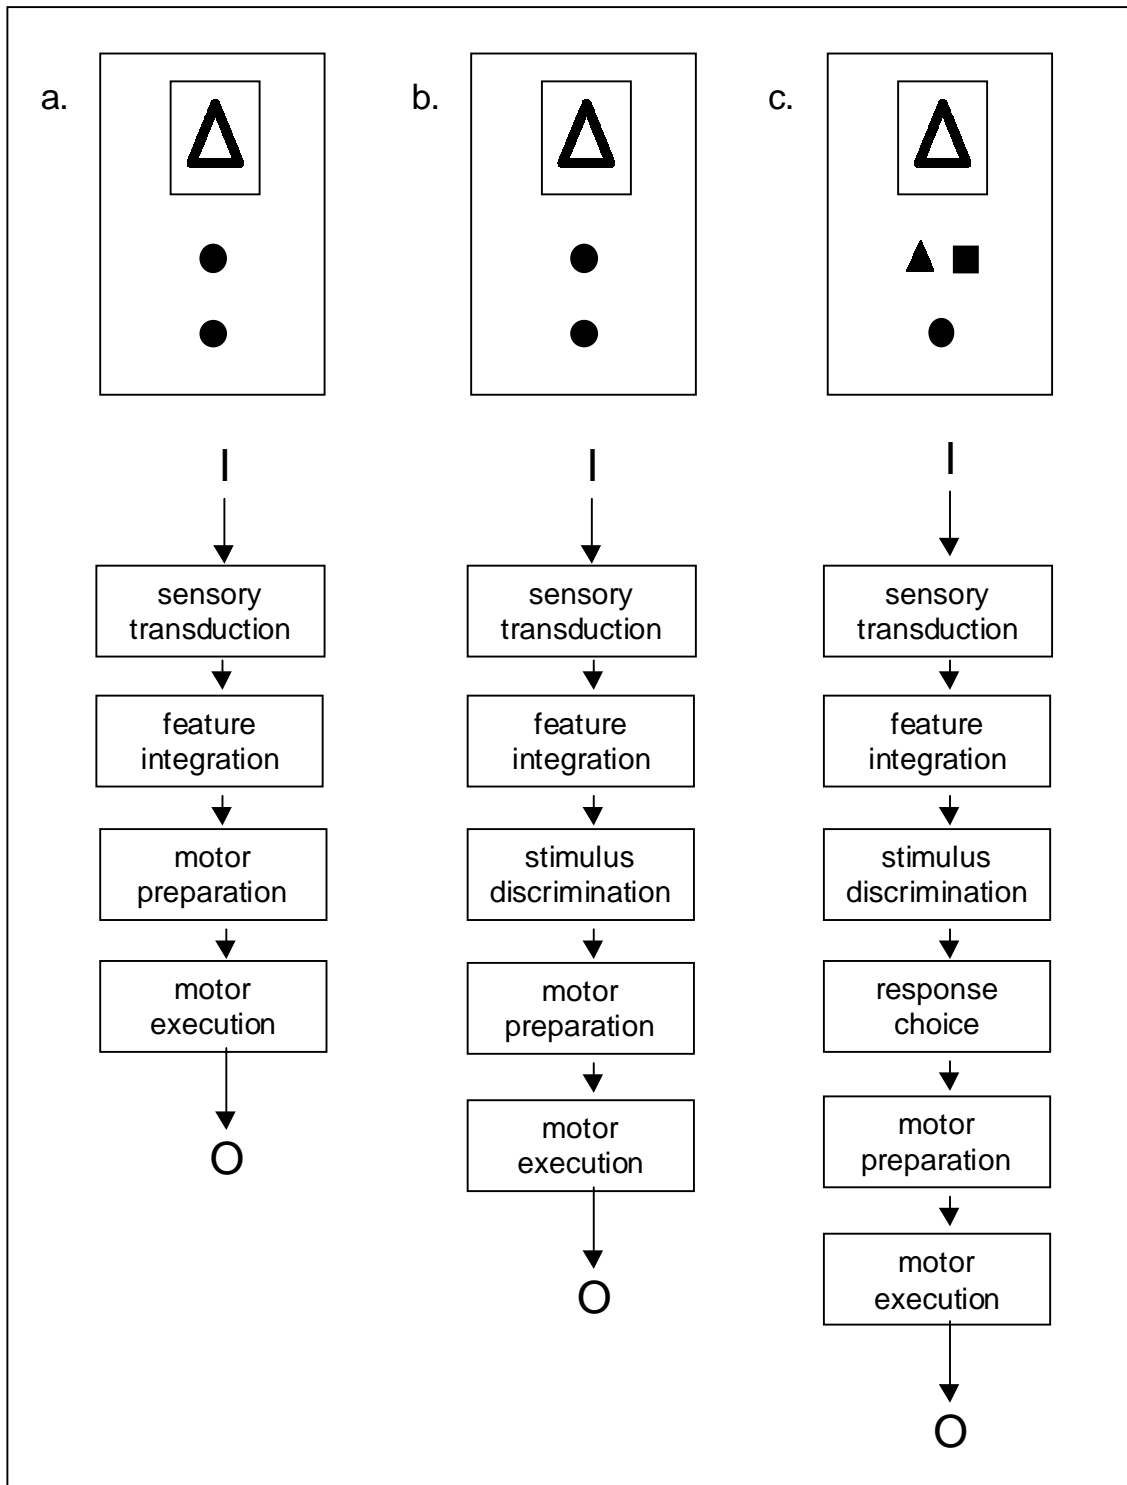 a.
I
sensory
transduction
feature
integration
motor
preparation
motor
execution
O
b.
I
sensory
transduction
feature
integration
stimulus
discrimination
motor
preparation
motor
execution
O
c.
I
sensory
transduction
feature
integration
stimulus
discrimination
response
choice
motor
preparation
motor
execution
O